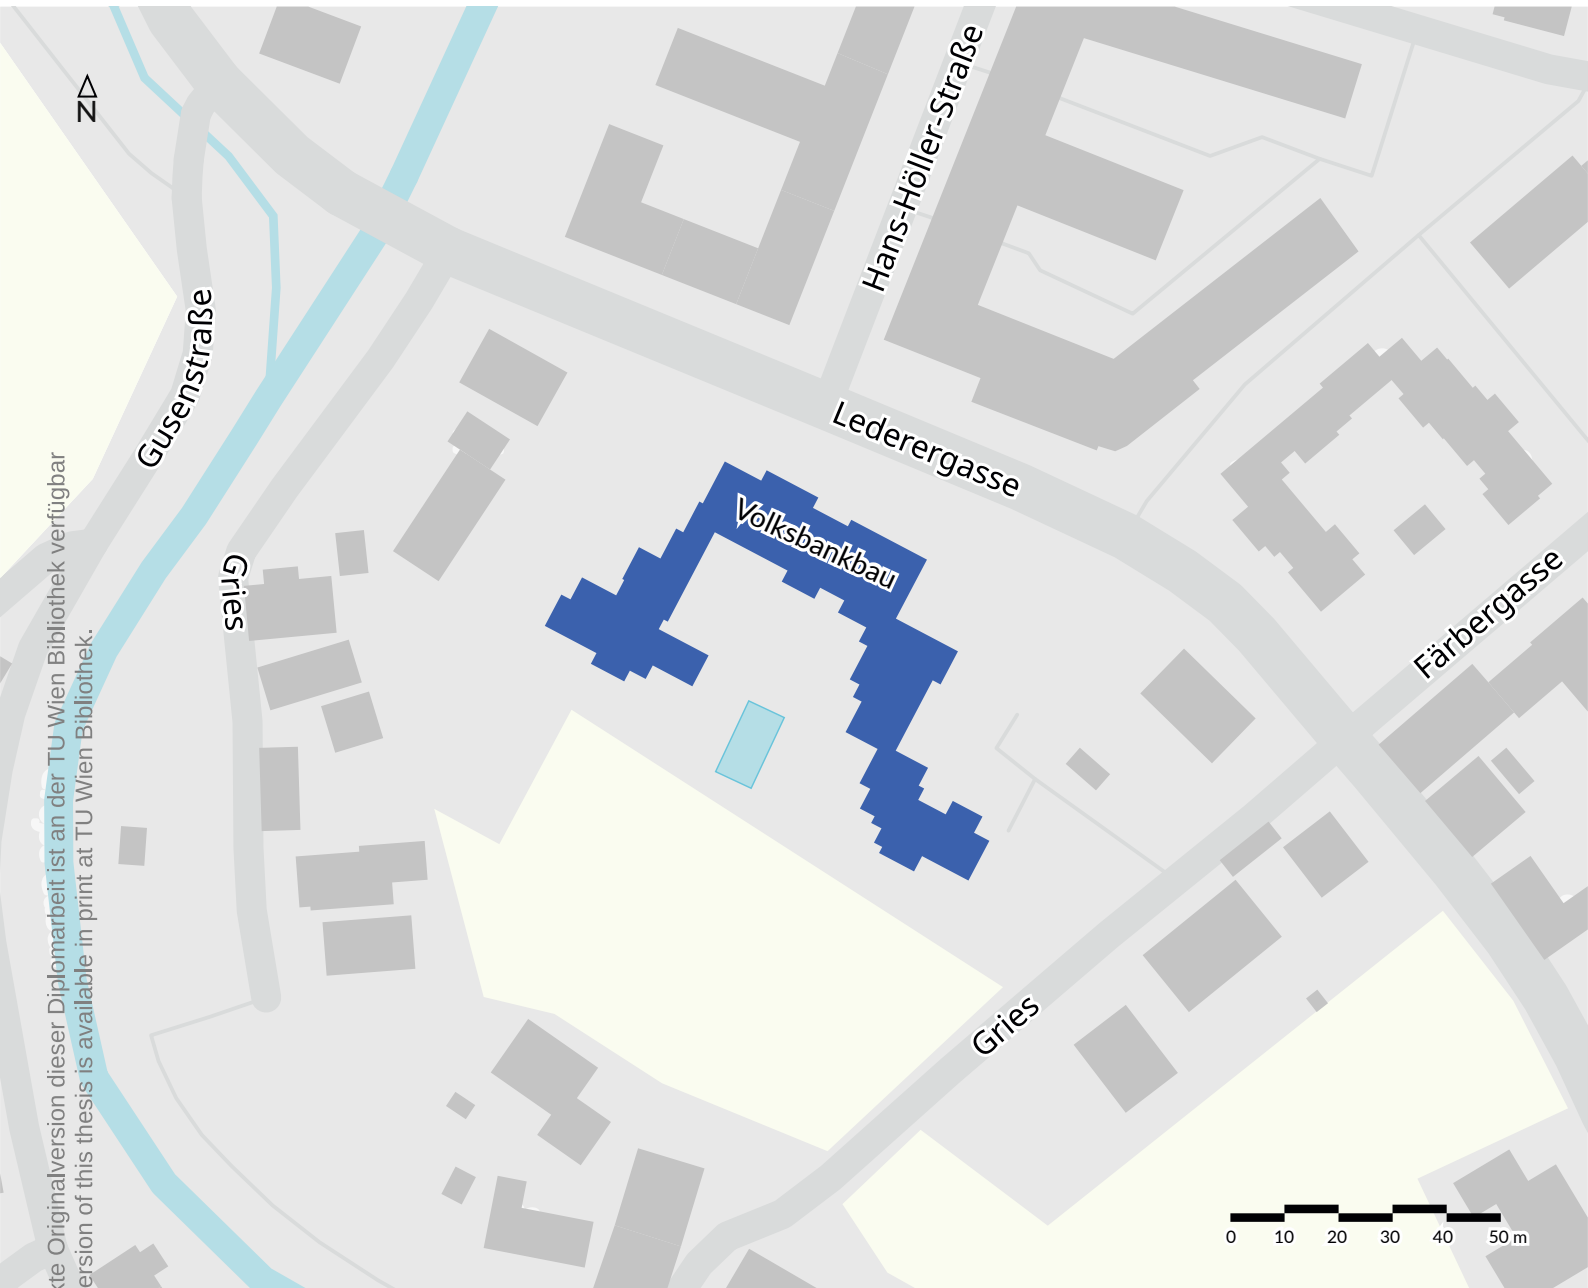 N
Hans-Höller-Straße
Gusenstraße
Lederergasse
Volksbankbau
Gries
Färbergasse
Gries
0 10 20 30 40 50 m
Originalversion dieser Diplomarbeit ist an der TU Wien Bibliothek verfügbar
of this thesis is available in print at TU Wien Bibliothek.